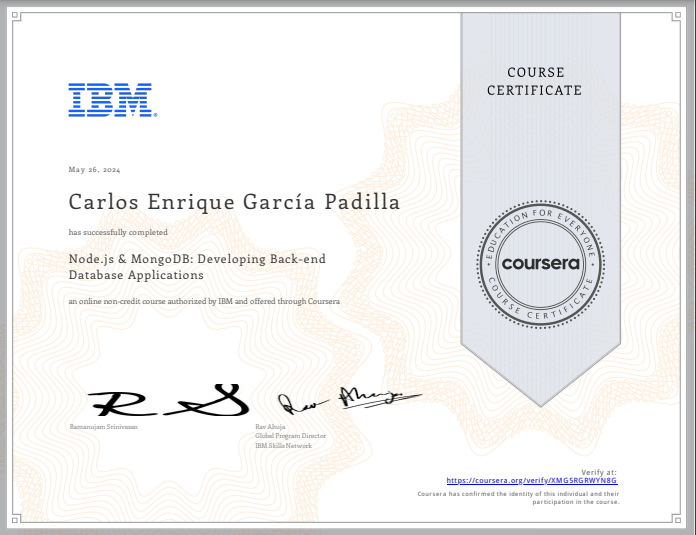 COURSE
CERTIFICATE
IBM®
May 26, 2024
Carlos Enrique García Padilla
has successfully completed
Node.js & MongoDB: Developing Back-end
Database Applications
an online non-credit course authorized by IBM and offered through Coursera
EDUCATION FOR EVERYONE
coursera
COURSE CERTIFICATE
Ramanujam Srinivasan
Rav Ahuja
Global Program Director
IBM Skills Network
Verify at:
https://coursera.org/verify/XMG5RGRWYN8G
Coursera has confirmed the identity of this individual and their
participation in the course.